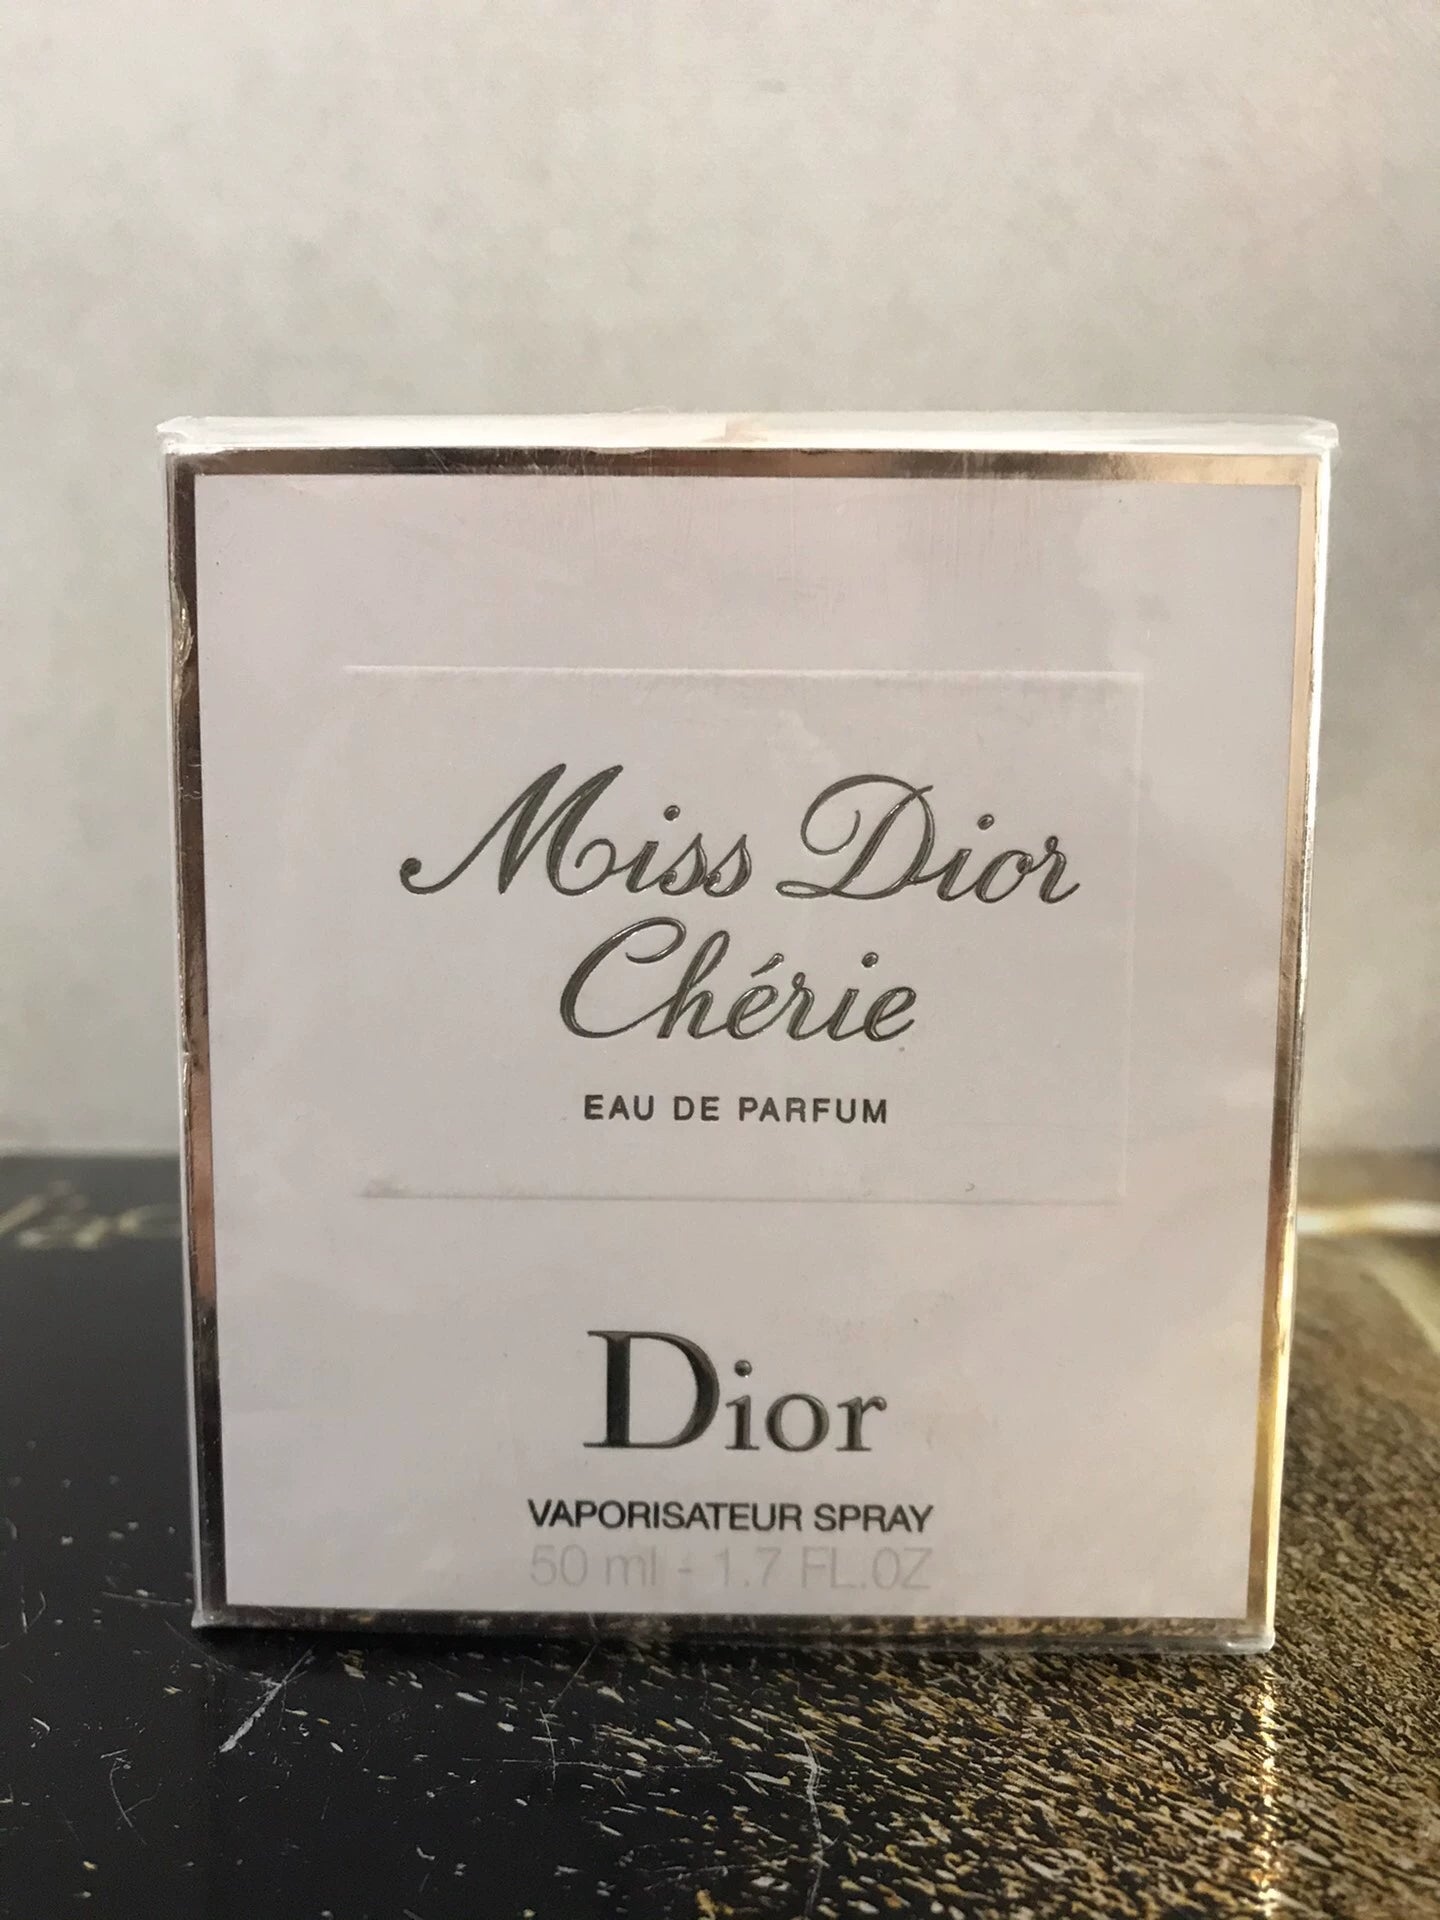 Miss Dior
Chérie
EAU DE PARFUM
Dior
VAPORISATEUR SPRAY
50 ml - 1.7 FL.OZ